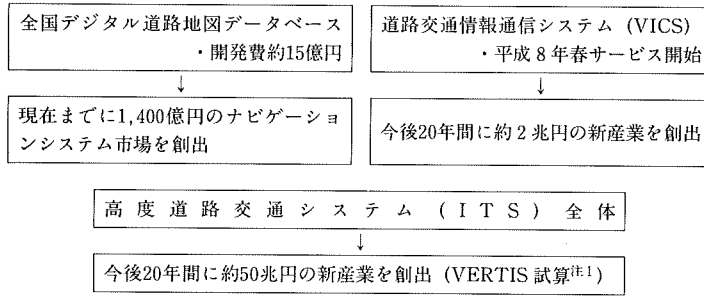 全国デジタル道路地図データベース
・開発費約15億円
現在までに1,400億円のナビゲーショ
ンシステム市場を創出
道路交通情報通信システム (VICS)
・平成8年春サービス開始
今後20年間に約2兆円の新産業を創出
高度道路交通システム(ITS)全体
今後20年間に約50兆円の新産業を創出 (VERTIS 試算注1)